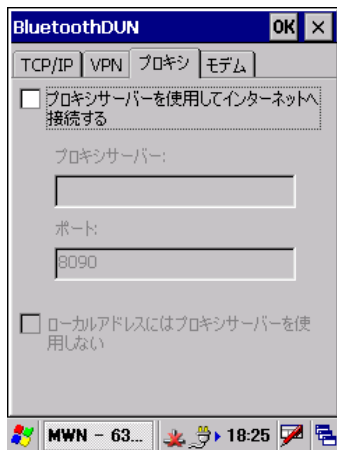 BluetoothDUN OK ×
TCP/IP VPN プロキシ モデム
プロキシサーバーを使用してインターネットへ
接続する
プロキシサーバー:
ポート:
8090
ローカルアドレスにはプロキシサーバーを使
用しない
MWN - 63... 18:25